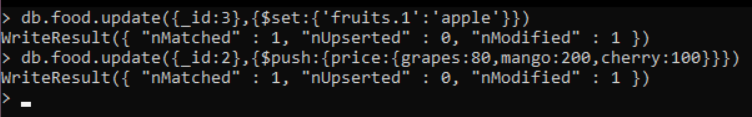 > db.food.update({_id:3},{$set:{'fruits.1':'apple'}})
WriteResult({ "nMatched" : 1, "nUpserted" : 0, "nModified" : 1 })
> db.food.update({_id:2},{$push:{price:{grapes:80,mango:200,cherry:100}}})
WriteResult({ "nMatched" : 1, "nUpserted" : 0, "nModified" : 1 })
> _